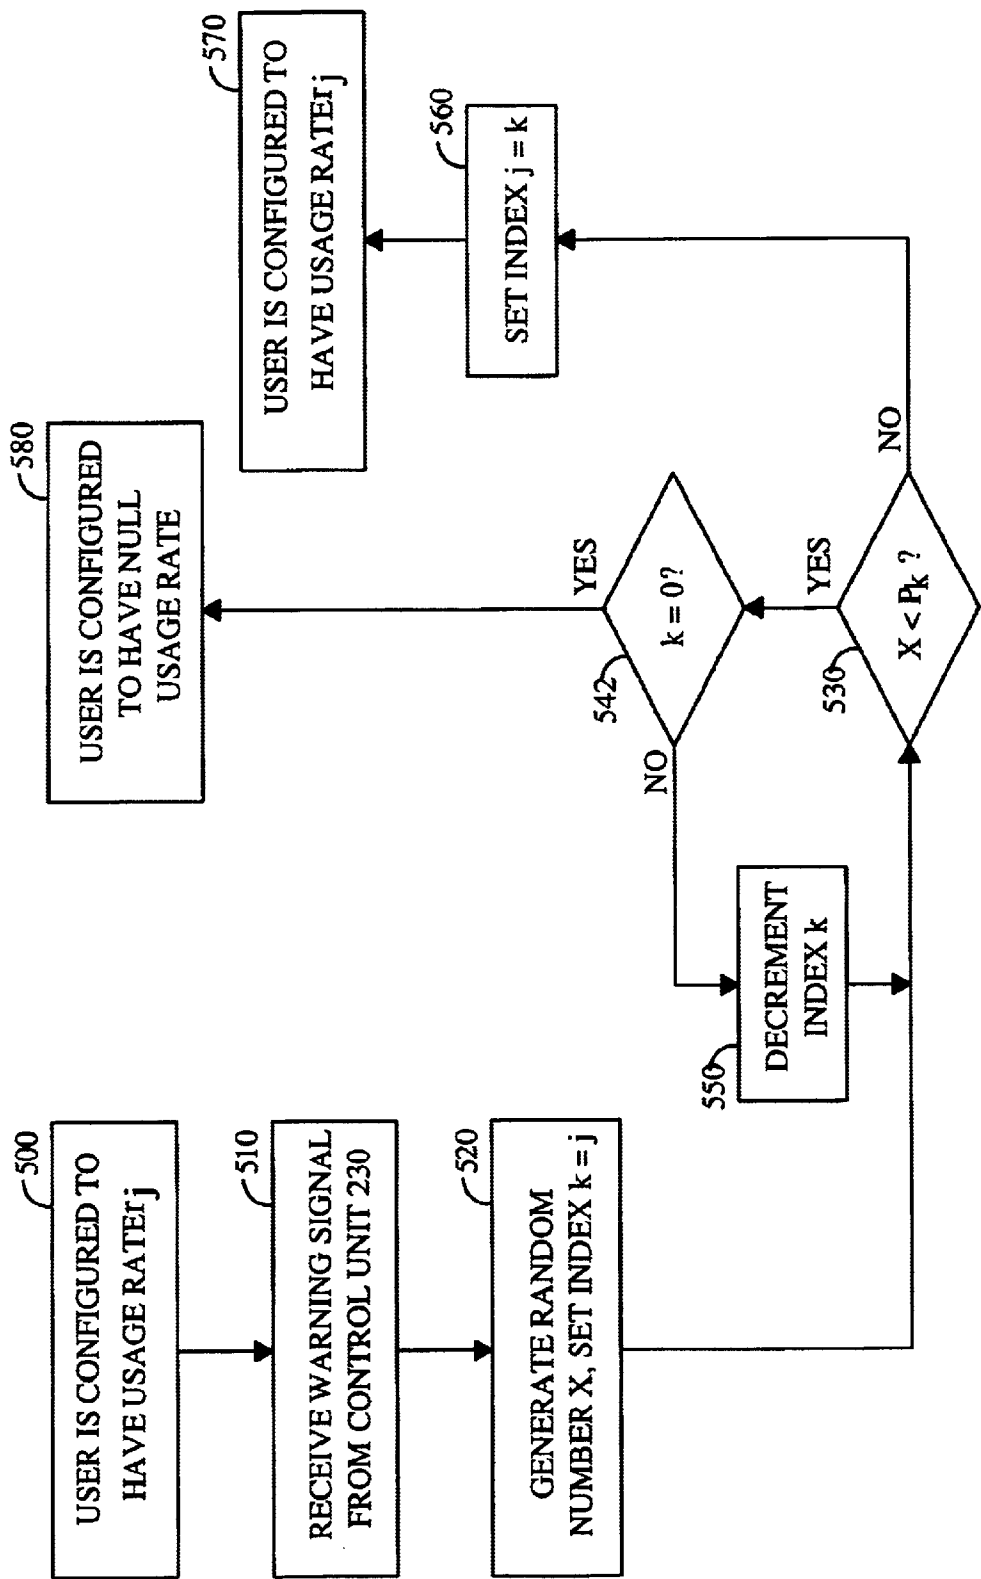 500
USER IS CONFIGURED TO
HAVE USAGE RATE rj
510
RECEIVE WARNING SIGNAL
FROM CONTROL UNIT 230
520
GENERATE RANDOM
NUMBER X, SET INDEX k = j
530
X < Pk ?
YES
NO
542
k = 0?
YES
NO
550
DECREMENT
INDEX k
560
SET INDEX j = k
570
USER IS CONFIGURED TO
HAVE USAGE RATE rj
580
USER IS CONFIGURED
TO HAVE NULL
USAGE RATE